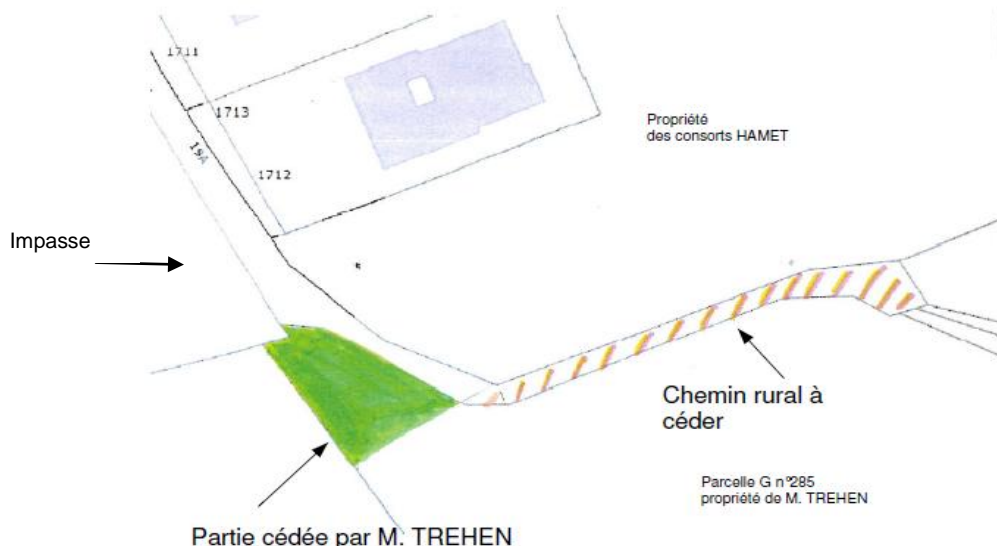 1711
1713
19A
1712
Propriété
des consorts HAMET
Impasse
Chemin rural à
céder
Parcelle G n°285
propriété de M. TREHEN
Partie cédée par M. TREHEN